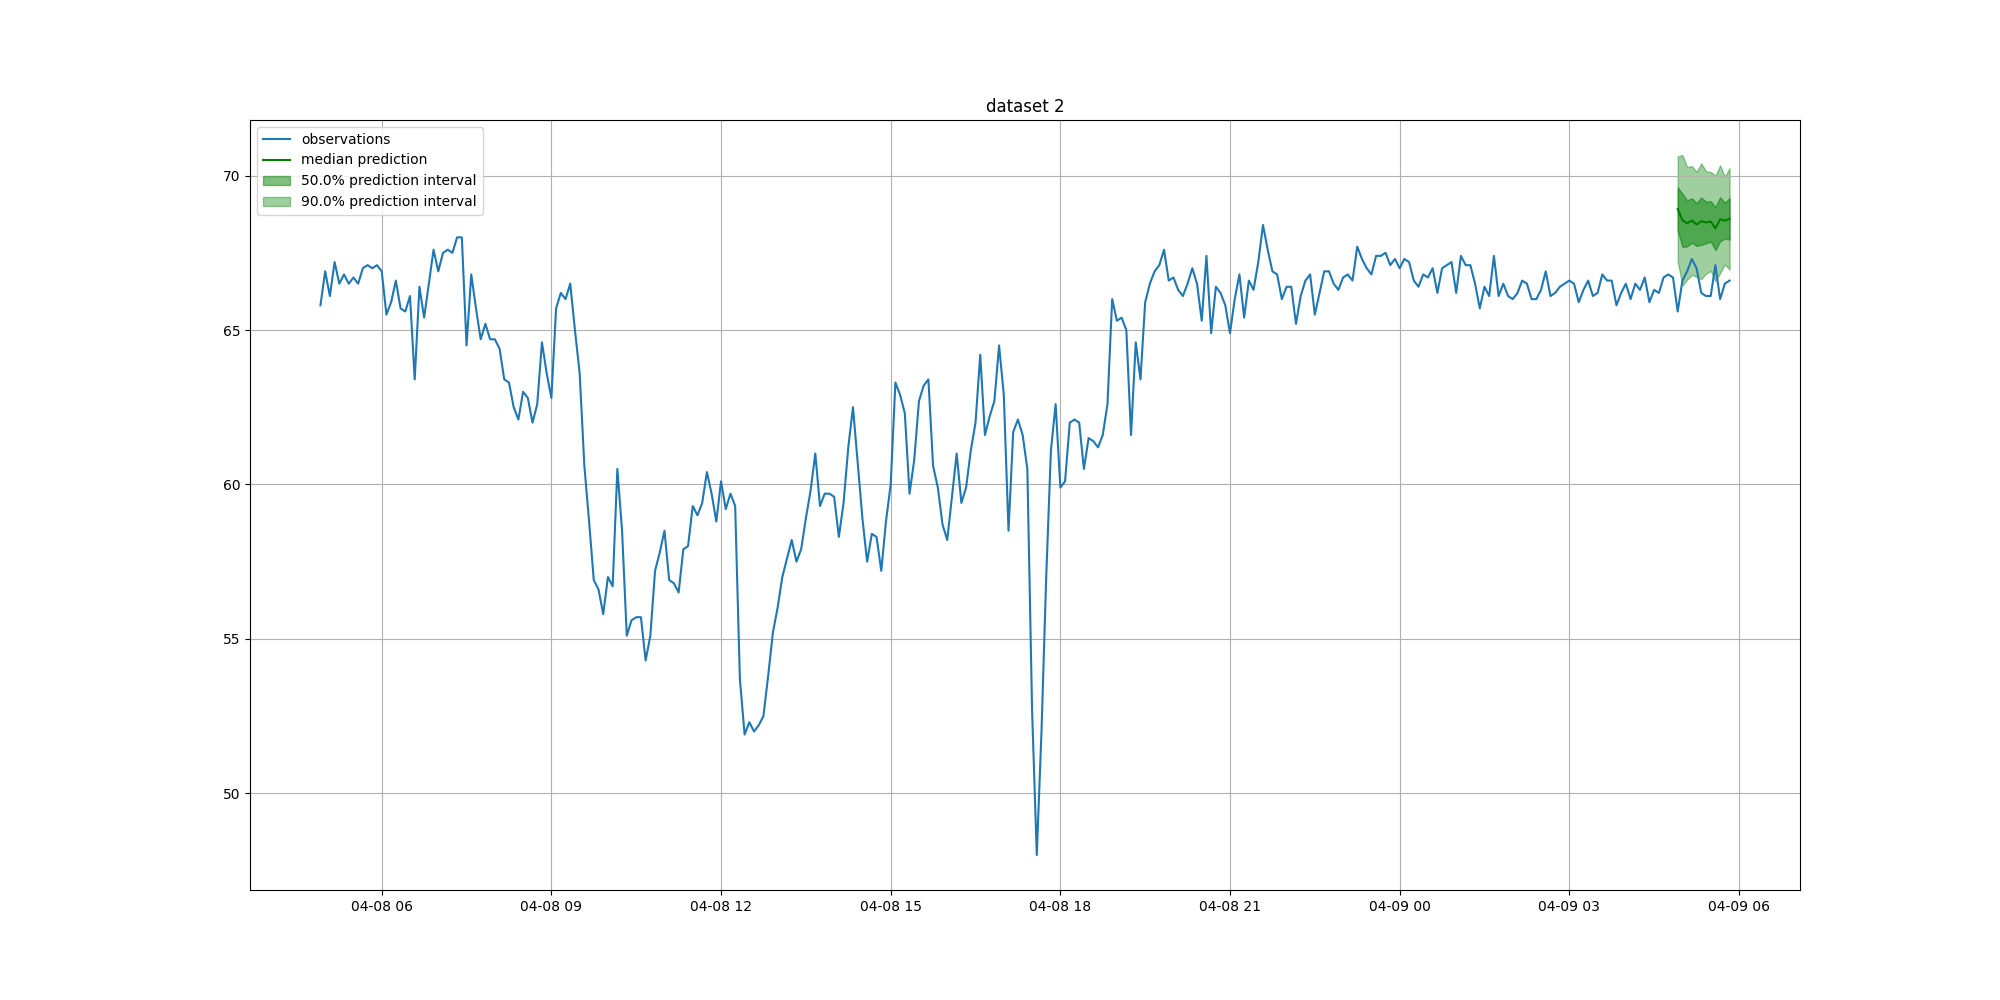 dataset 2
observations
median prediction
50.0% prediction interval
90.0% prediction interval
70
65
60
55
50
04-08 06
04-08 09
04-08 12
04-08 15
04-08 18
04-08 21
04-09 00
04-09 03
04-09 06